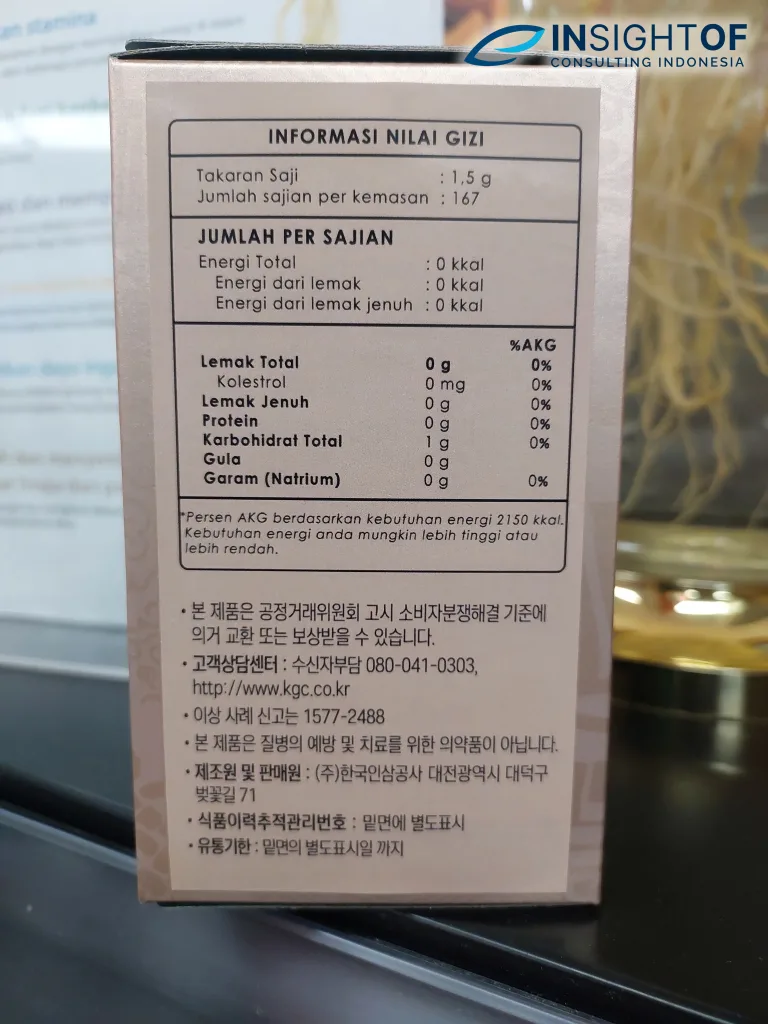 INSIGHTOF
CONSULTING INDONESIA
an stamina
INFORMASI NILAI GIZI
Takaran Saji : 1,5 g
Jumlah sajian per kemasan : 167
JUMLAH PER SAJIAN
Energi Total : 0 kkal
Energi dari lemak : 0 kkal
Energi dari lemak jenuh : 0 kkal
%AKG
Lemak Total 0 g 0%
Kolestrol 0 mg 0%
Lemak Jenuh 0 g 0%
Protein 0 g 0%
Karbohidrat Total 1 g 0%
Gula 0 g
Garam (Natrium) 0 g 0%
*Persen AKG berdasarkan kebutuhan energi 2150 kkal.
Kebutuhan energi anda mungkin lebih tinggi atau
lebih rendah.
• 본 제품은 공정거래위원회 고시 소비자분쟁해결 기준에
의거 교환 또는 보상받을 수 있습니다.
• 고객상담센터 : 수신자부담 080-041-0303,
http://www.kgc.co.kr
• 이상 사례 신고는 1577-2488
• 본 제품은 질병의 예방 및 치료를 위한 의약품이 아닙니다.
• 제조원 및 판매원 : (주)한국인삼공사 대전광역시 대덕구
벚꽃길 71
• 식품이력추적관리번호 : 밑면에 별도표시
• 유통기한 : 밑면의 별도표시일 까지